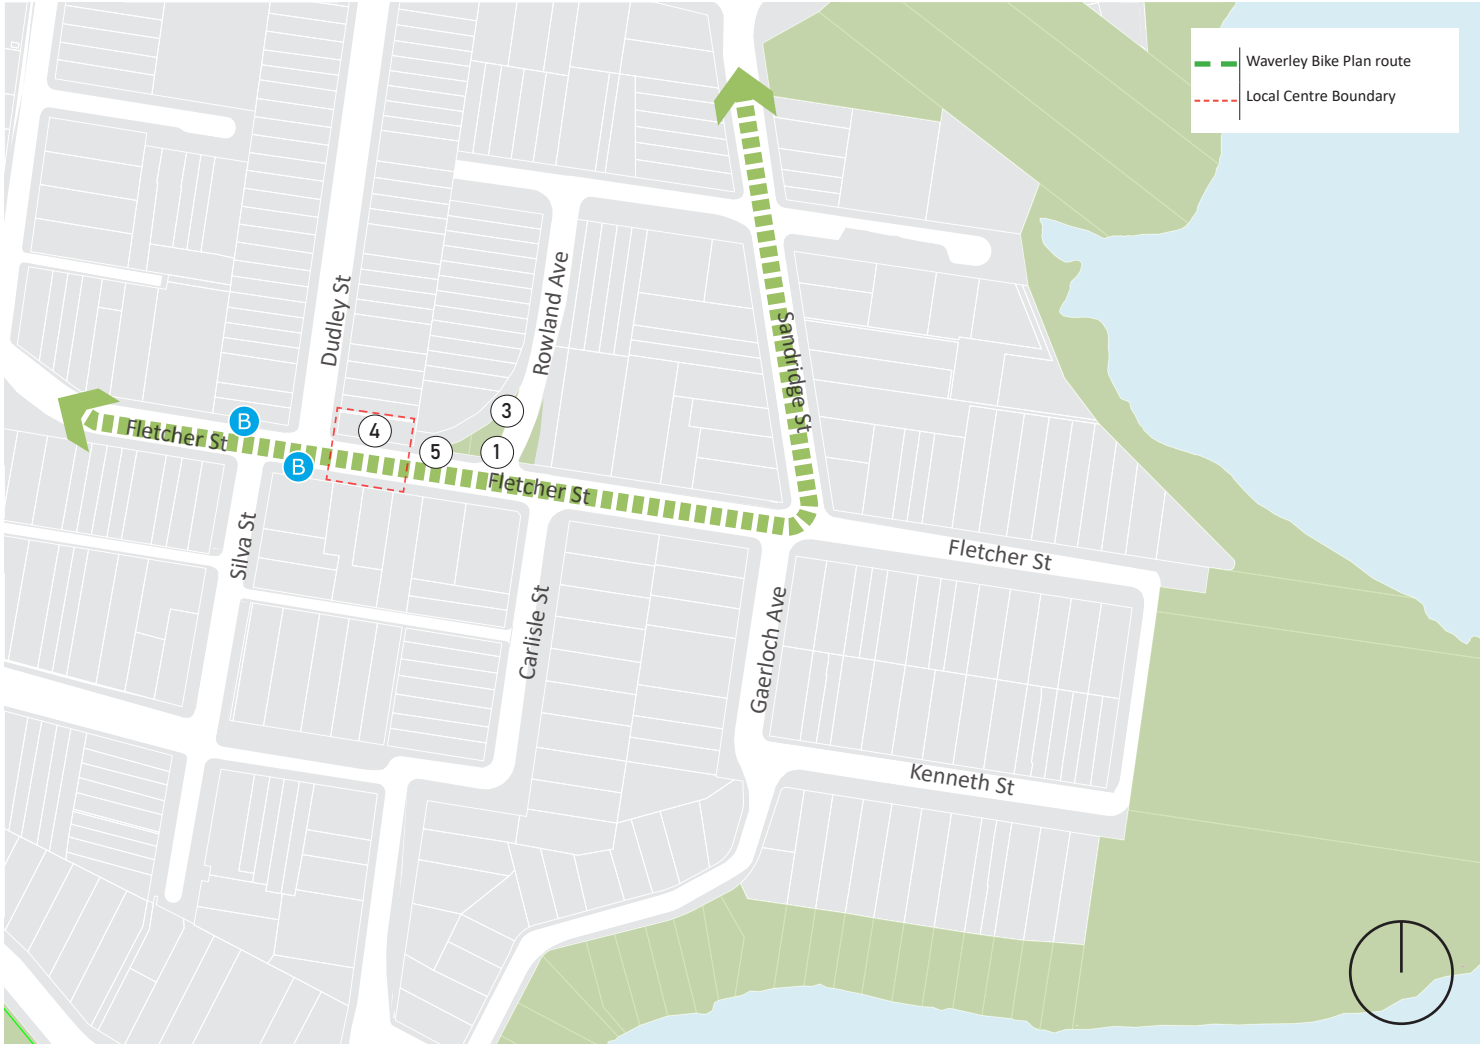 Waverley Bike Plan route
Local Centre Boundary
Dudley St
Rowland Ave
Sandridge St
3
B
4
Fletcher St
5
1
B
Fletcher St
Silva St
Fletcher St
Carlisle St
Gaerloch Ave
Kenneth St